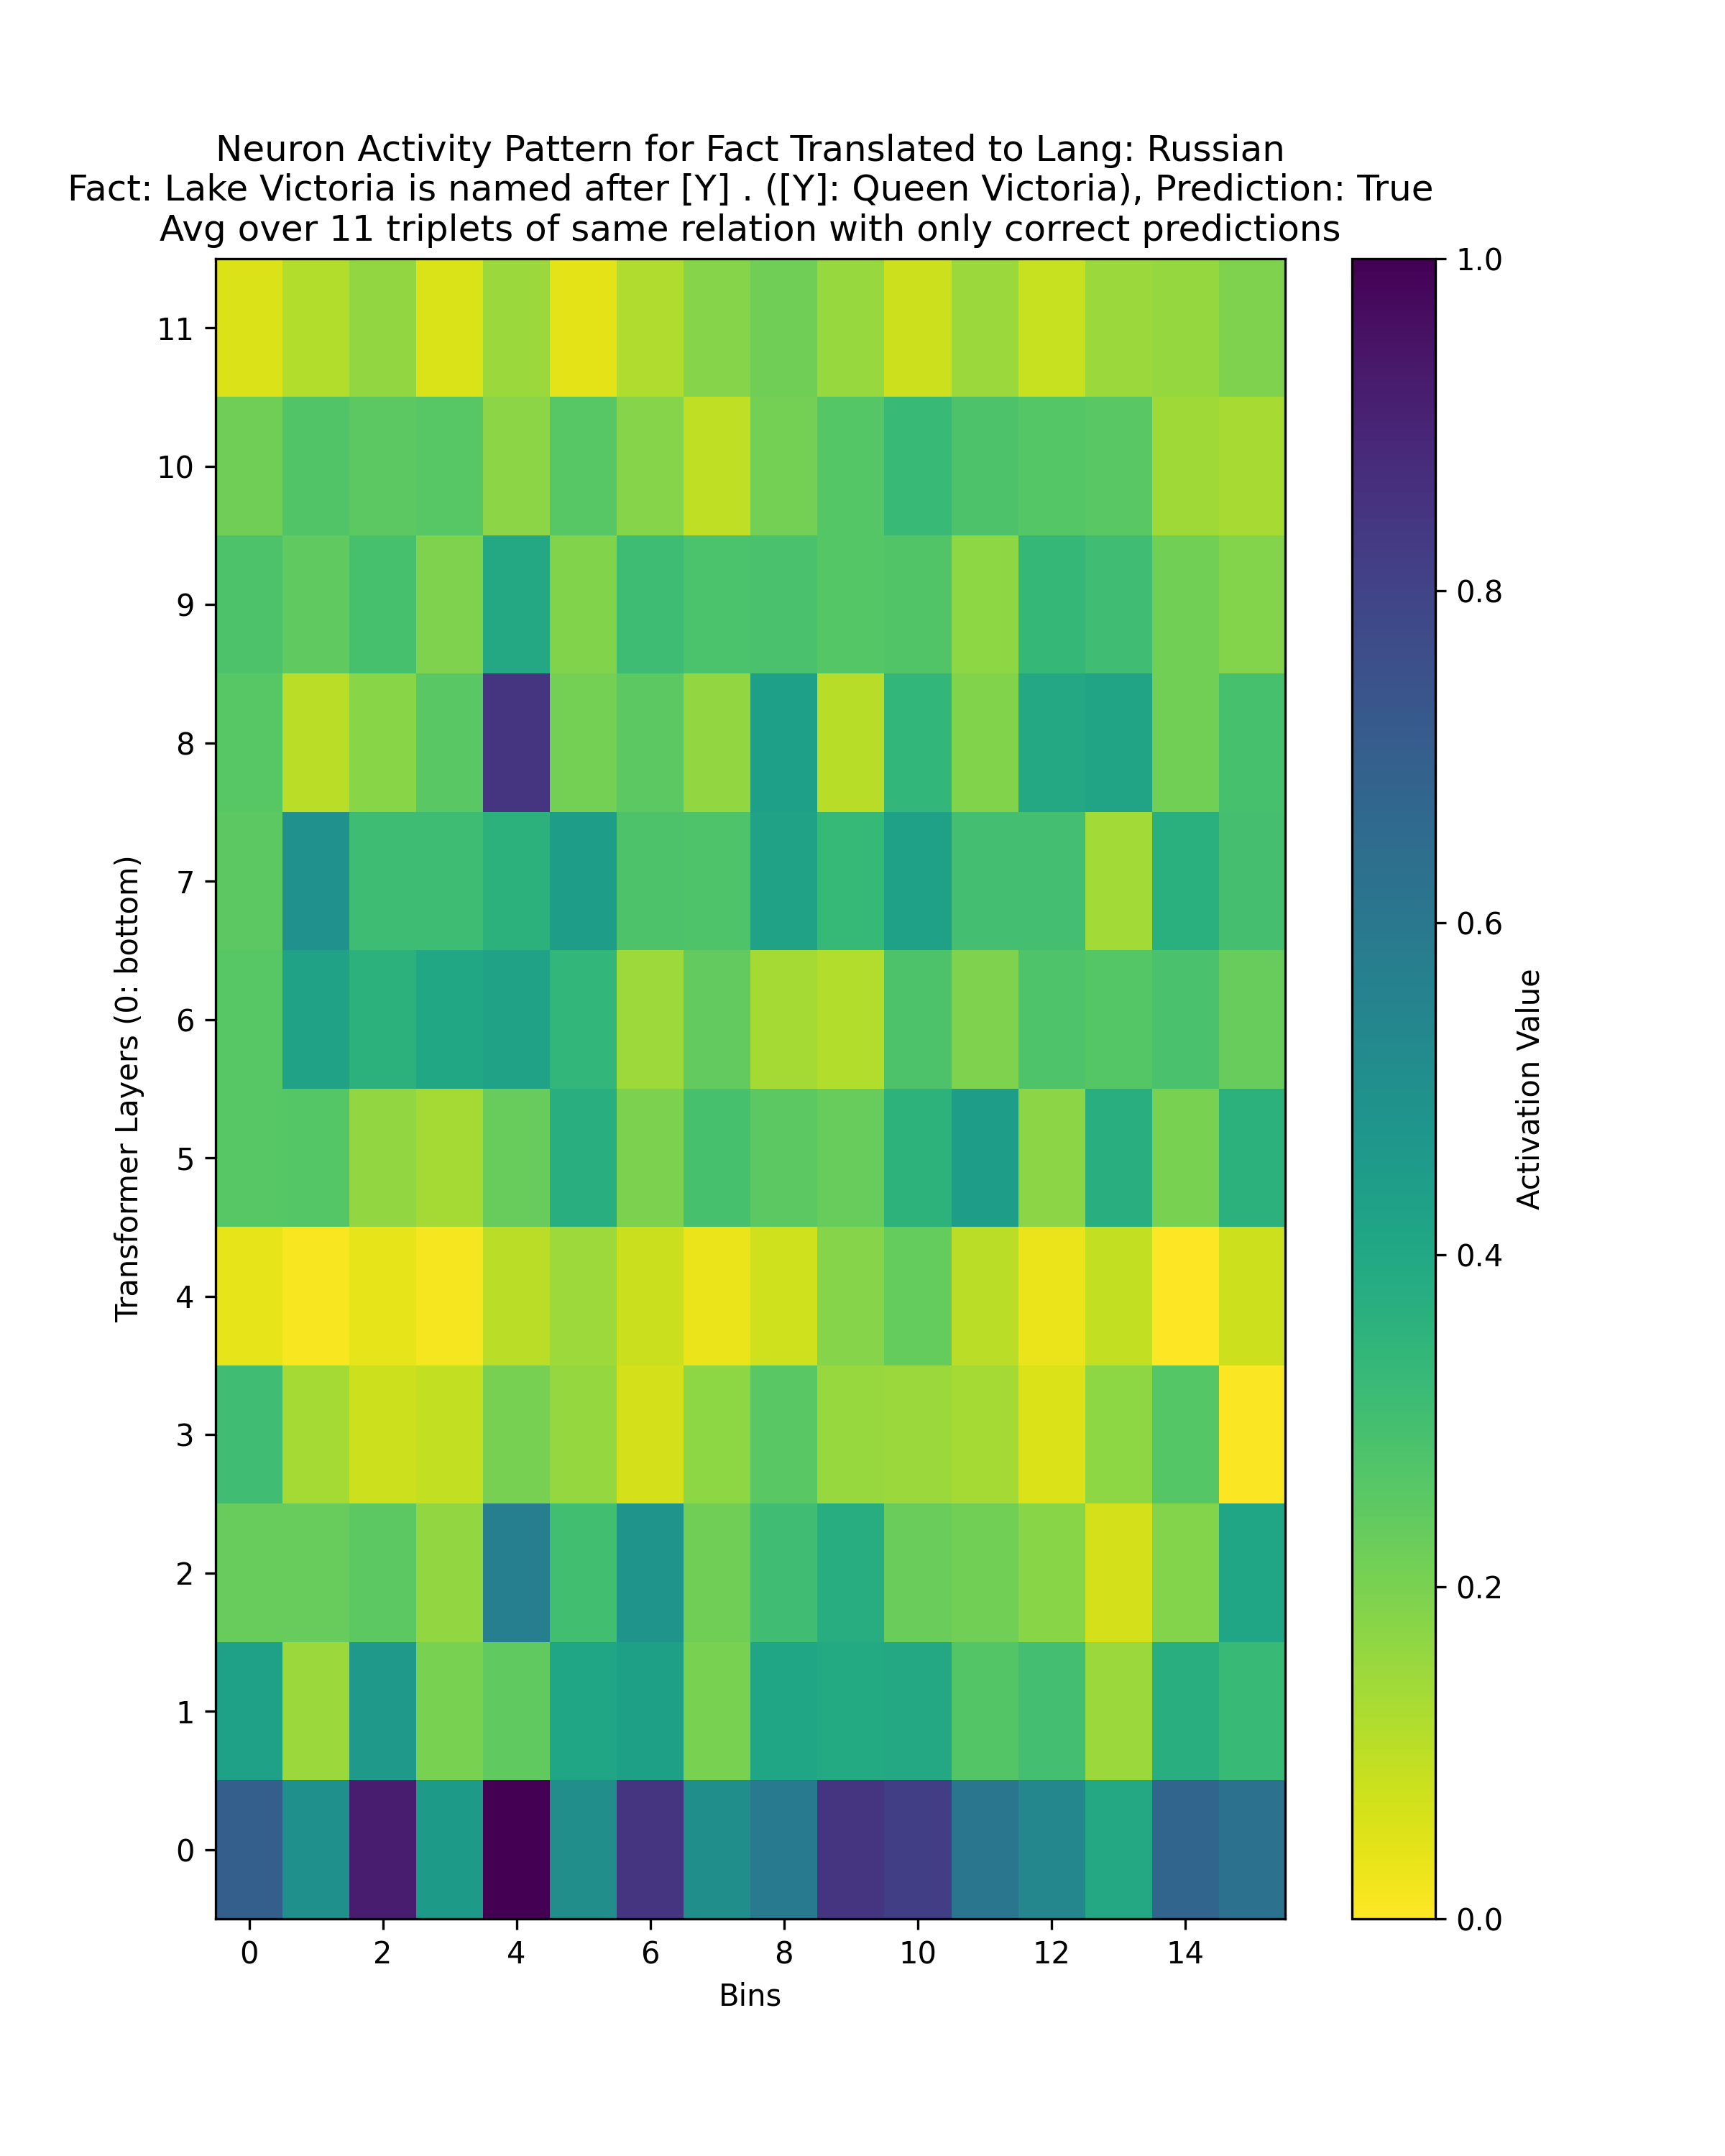 Neuron Activity Pattern for Fact Translated to Lang: Russian
Fact: Lake Victoria is named after [Y] . ([Y]: Queen Victoria), Prediction: True
Avg over 11 triplets of same relation with only correct predictions
11
10
9
8
7
6
5
4
3
2
1
0
Transformer Layers (0: bottom)
0 2 4 6 8 10 12 14
Bins
1.0
0.8
0.6
0.4
0.2
0.0
Activation Value